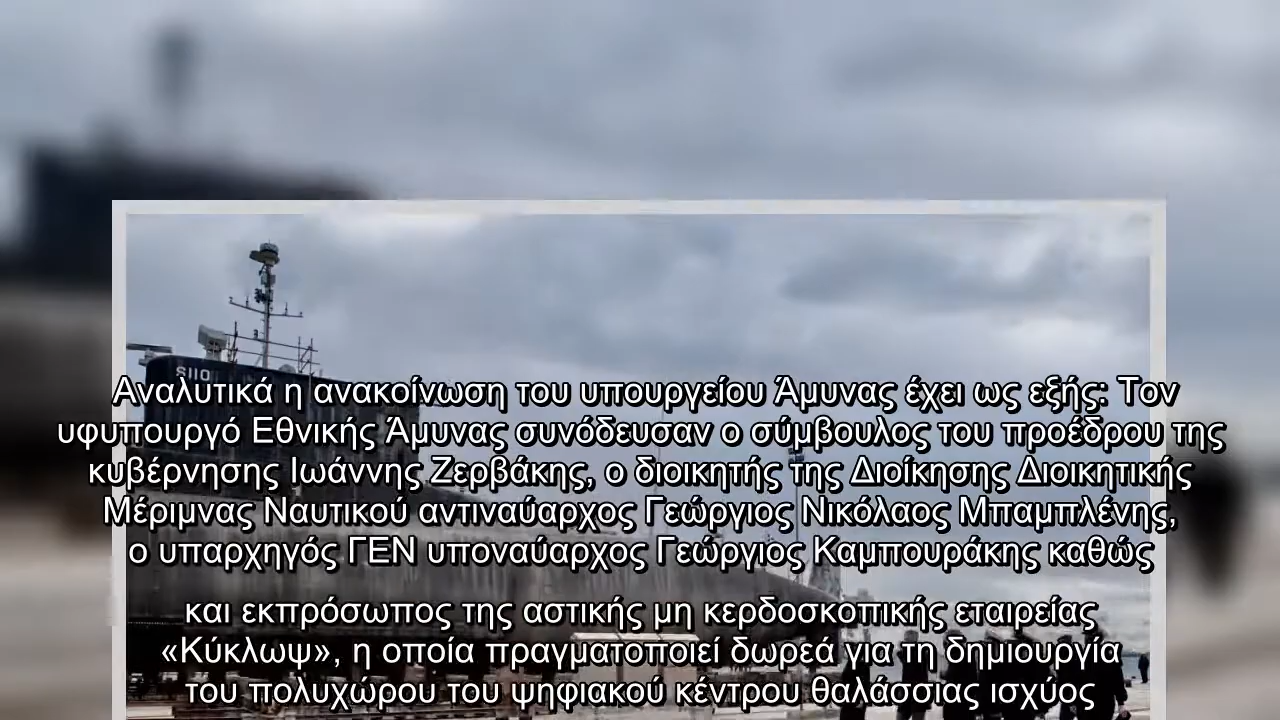 S110
Αναλυτικά η ανακοίνωση του υπουργείου Άμυνας έχει ως εξής: Τον
υφυπουργό Εθνικής Άμυνας συνόδευσαν ο σύμβουλος του προέδρου της
κυβέρνησης Ιωάννης Ζερβάκης, ο διοικητής της Διοίκησης Διοικητικής
Μέριμνας Ναυτικού αντιναύαρχος Γεώργιος Νικόλαος Μπαμπλένης,
ο υπαρχηγός ΓΕΝ υποναύαρχος Γεώργιος Καμπουράκης καθώς
και εκπρόσωπος της αστικής μη κερδοσκοπικής εταιρείας
«Κύκλωψ», η οποία πραγματοποιεί δωρεά για τη δημιουργία
του πολυχώρου του ψηφιακού κέντρου θαλάσσιας ισχύος